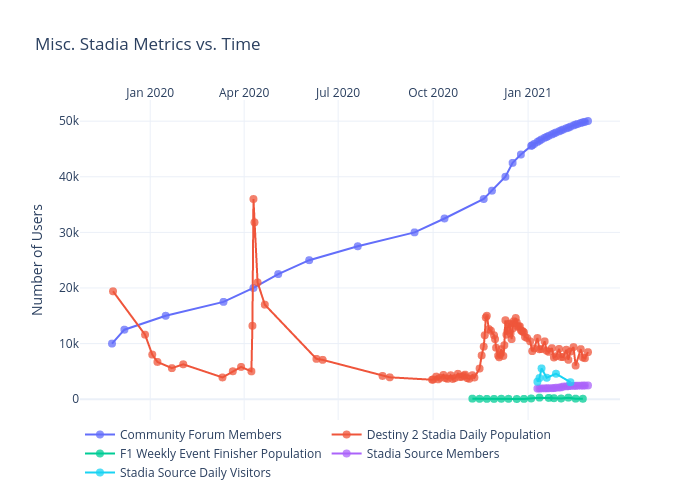 Misc. Stadia Metrics vs. Time
Jan 2020 Apr 2020 Jul 2020 Oct 2020 Jan 2021
50k
40k
30k
20k
10k
0
Number of Users
Community Forum Members Destiny 2 Stadia Daily Population
F1 Weekly Event Finisher Population Stadia Source Members
Stadia Source Daily Visitors